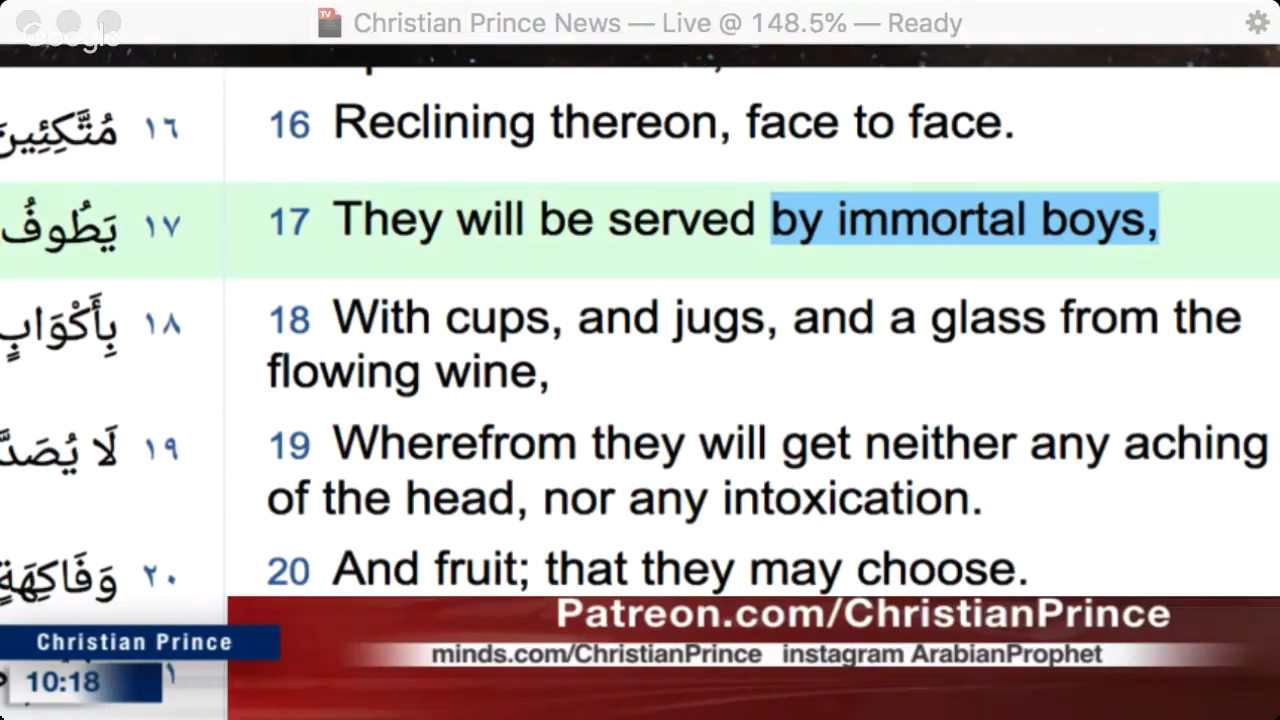 Christian Prince News — Live @ 148.5% — Ready
Google
16 Reclining thereon, face to face.
١٦ مُتَّكِئِينَ
17 They will be served by immortal boys,
١٧ يَطُوفُ
18 With cups, and jugs, and a glass from the
flowing wine,
١٨ بِأَكْوَابٍ
19 Wherefrom they will get neither any aching
of the head, nor any intoxication.
١٩ لَا يُصَدَّ
20 And fruit; that they may choose.
٢٠ وَفَاكِهَةٍ
Patreon.com/ChristianPrince
Christian Prince
minds.com/ChristianPrince instagram ArabianProphet
10:18